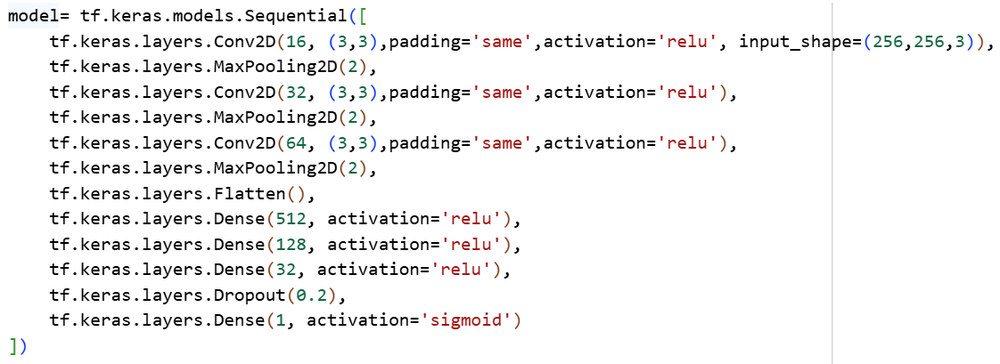 model= tf.keras.models.Sequential([
    tf.keras.layers.Conv2D(16, (3,3),padding='same',activation='relu', input_shape=(256,256,3)),
    tf.keras.layers.MaxPooling2D(2),
    tf.keras.layers.Conv2D(32, (3,3),padding='same',activation='relu'),
    tf.keras.layers.MaxPooling2D(2),
    tf.keras.layers.Conv2D(64, (3,3),padding='same',activation='relu'),
    tf.keras.layers.MaxPooling2D(2),
    tf.keras.layers.Flatten(),
    tf.keras.layers.Dense(512, activation='relu'),
    tf.keras.layers.Dense(128, activation='relu'),
    tf.keras.layers.Dense(32, activation='relu'),
    tf.keras.layers.Dropout(0.2),
    tf.keras.layers.Dense(1, activation='sigmoid')
])